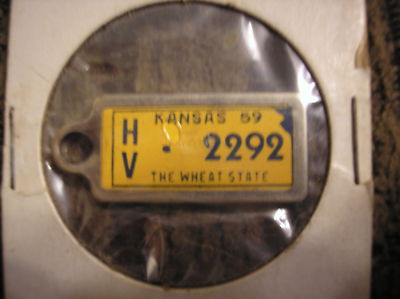 KANSAS 59
HV • 2292
THE WHEAT STATE